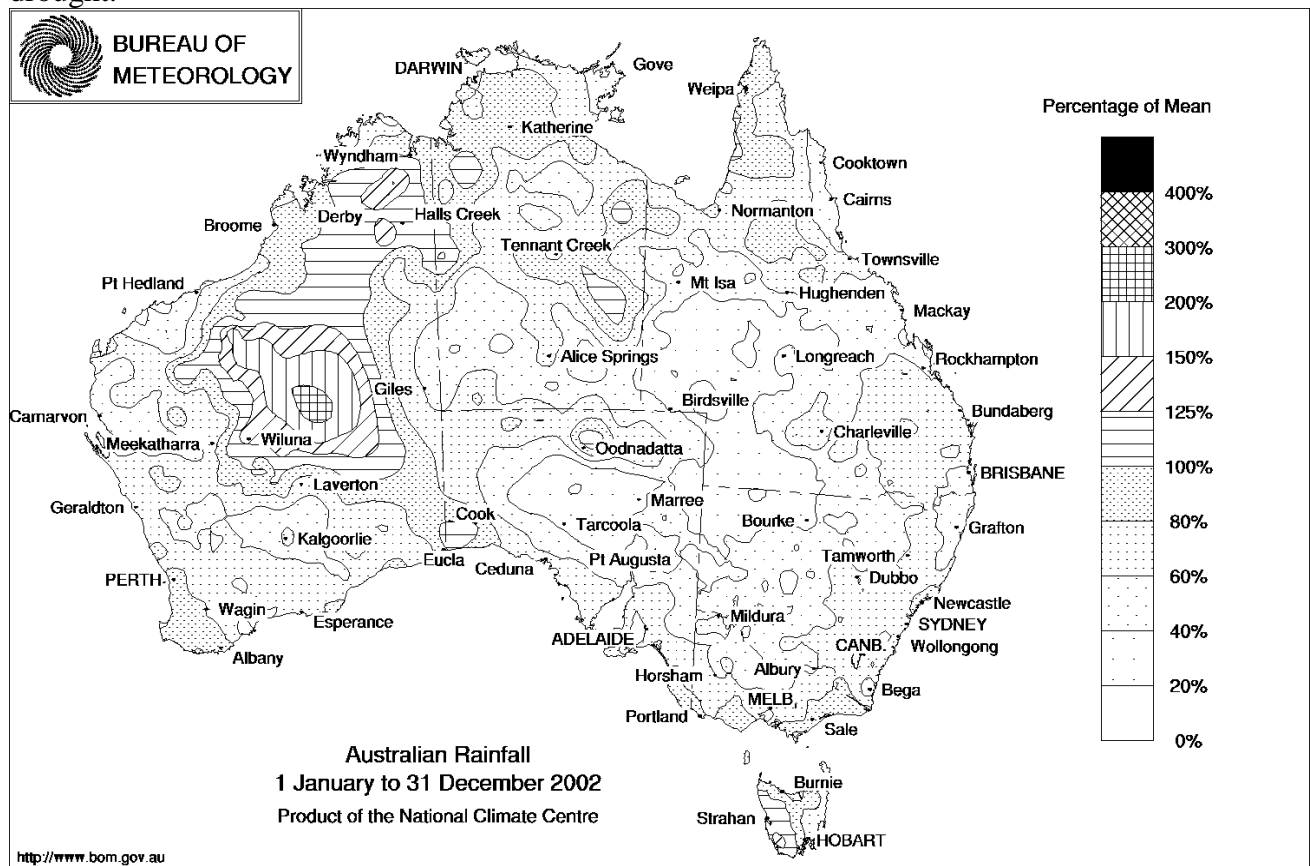 BUREAU OF
METEOROLOGY
DARWIN
Gove
Weipa
Katherine
Wyndham
Cooktown
Cairns
Derby
Halls Creek
Normanton
Broome
Tennant Creek
Townsville
Pt Hedland
Mt Isa
Hughenden
Mackay
Alice Springs
Longreach
Rockhampton
Giles
Birdsville
Carnarvon
Bundaberg
Meekatharra
Wiluna
Oodnadatta
Charleville
BRISBANE
Laverton
Geraldton
Marree
Cook
Tarcoola
Bourke
Grafton
Kalgoorlie
Eucla
Ceduna
Pt Augusta
Tamworth
PERTH
Dubbo
Wagin
Esperance
Mildura
Newcastle
SYDNEY
ADELAIDE
CANB.
Wollongong
Albany
Horsham
Albury
Bega
MELB.
Portland
Sale
Burnie
Strahan
HOBART
Percentage of Mean
400%
300%
200%
150%
125%
100%
80%
60%
40%
20%
0%
Australian Rainfall
1 January to 31 December 2002
Product of the National Climate Centre
http://www.bom.gov.au